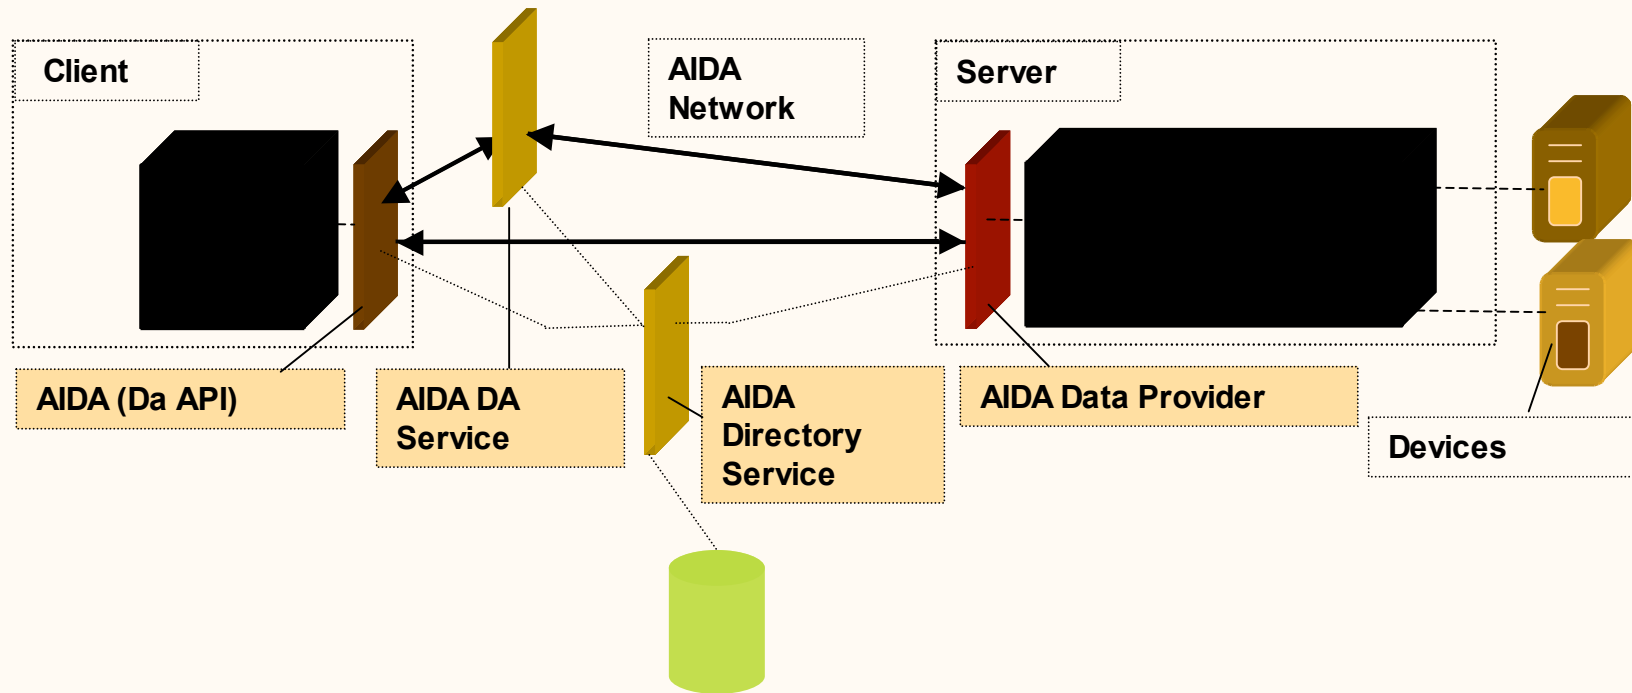 Client
AIDA
Network
Server
AIDA (Da API)
AIDA DA
Service
AIDA
Directory
Service
AIDA Data Provider
Devices